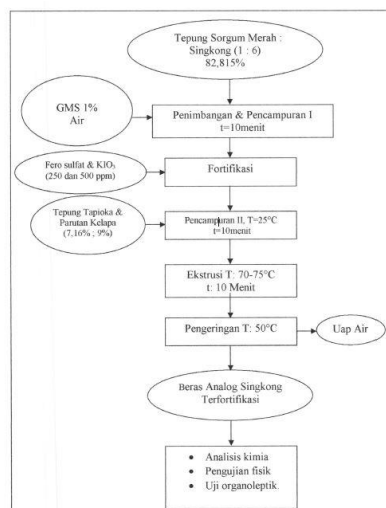 Tepung Sorgum Merah :
Singkong (1 : 6)
82,815%
GMS 1%
Air
Penimbangan & Pencampuran I
t=10menit
Fero sulfat & KIO₃
(250 dan 500 ppm)
Fortifikasi
Tepung Tapioka &
Parutan Kelapa
(7,16% ; 9%)
Pencampuran II, T=25°C
t=10menit
Ekstrusi T: 70-75°C
t: 10 Menit
Pengeringan T: 50°C
Uap Air
Beras Analog Singkong
Terfortifikasi
• Analisis kimia
• Pengujian fisik
• Uji organoleptik